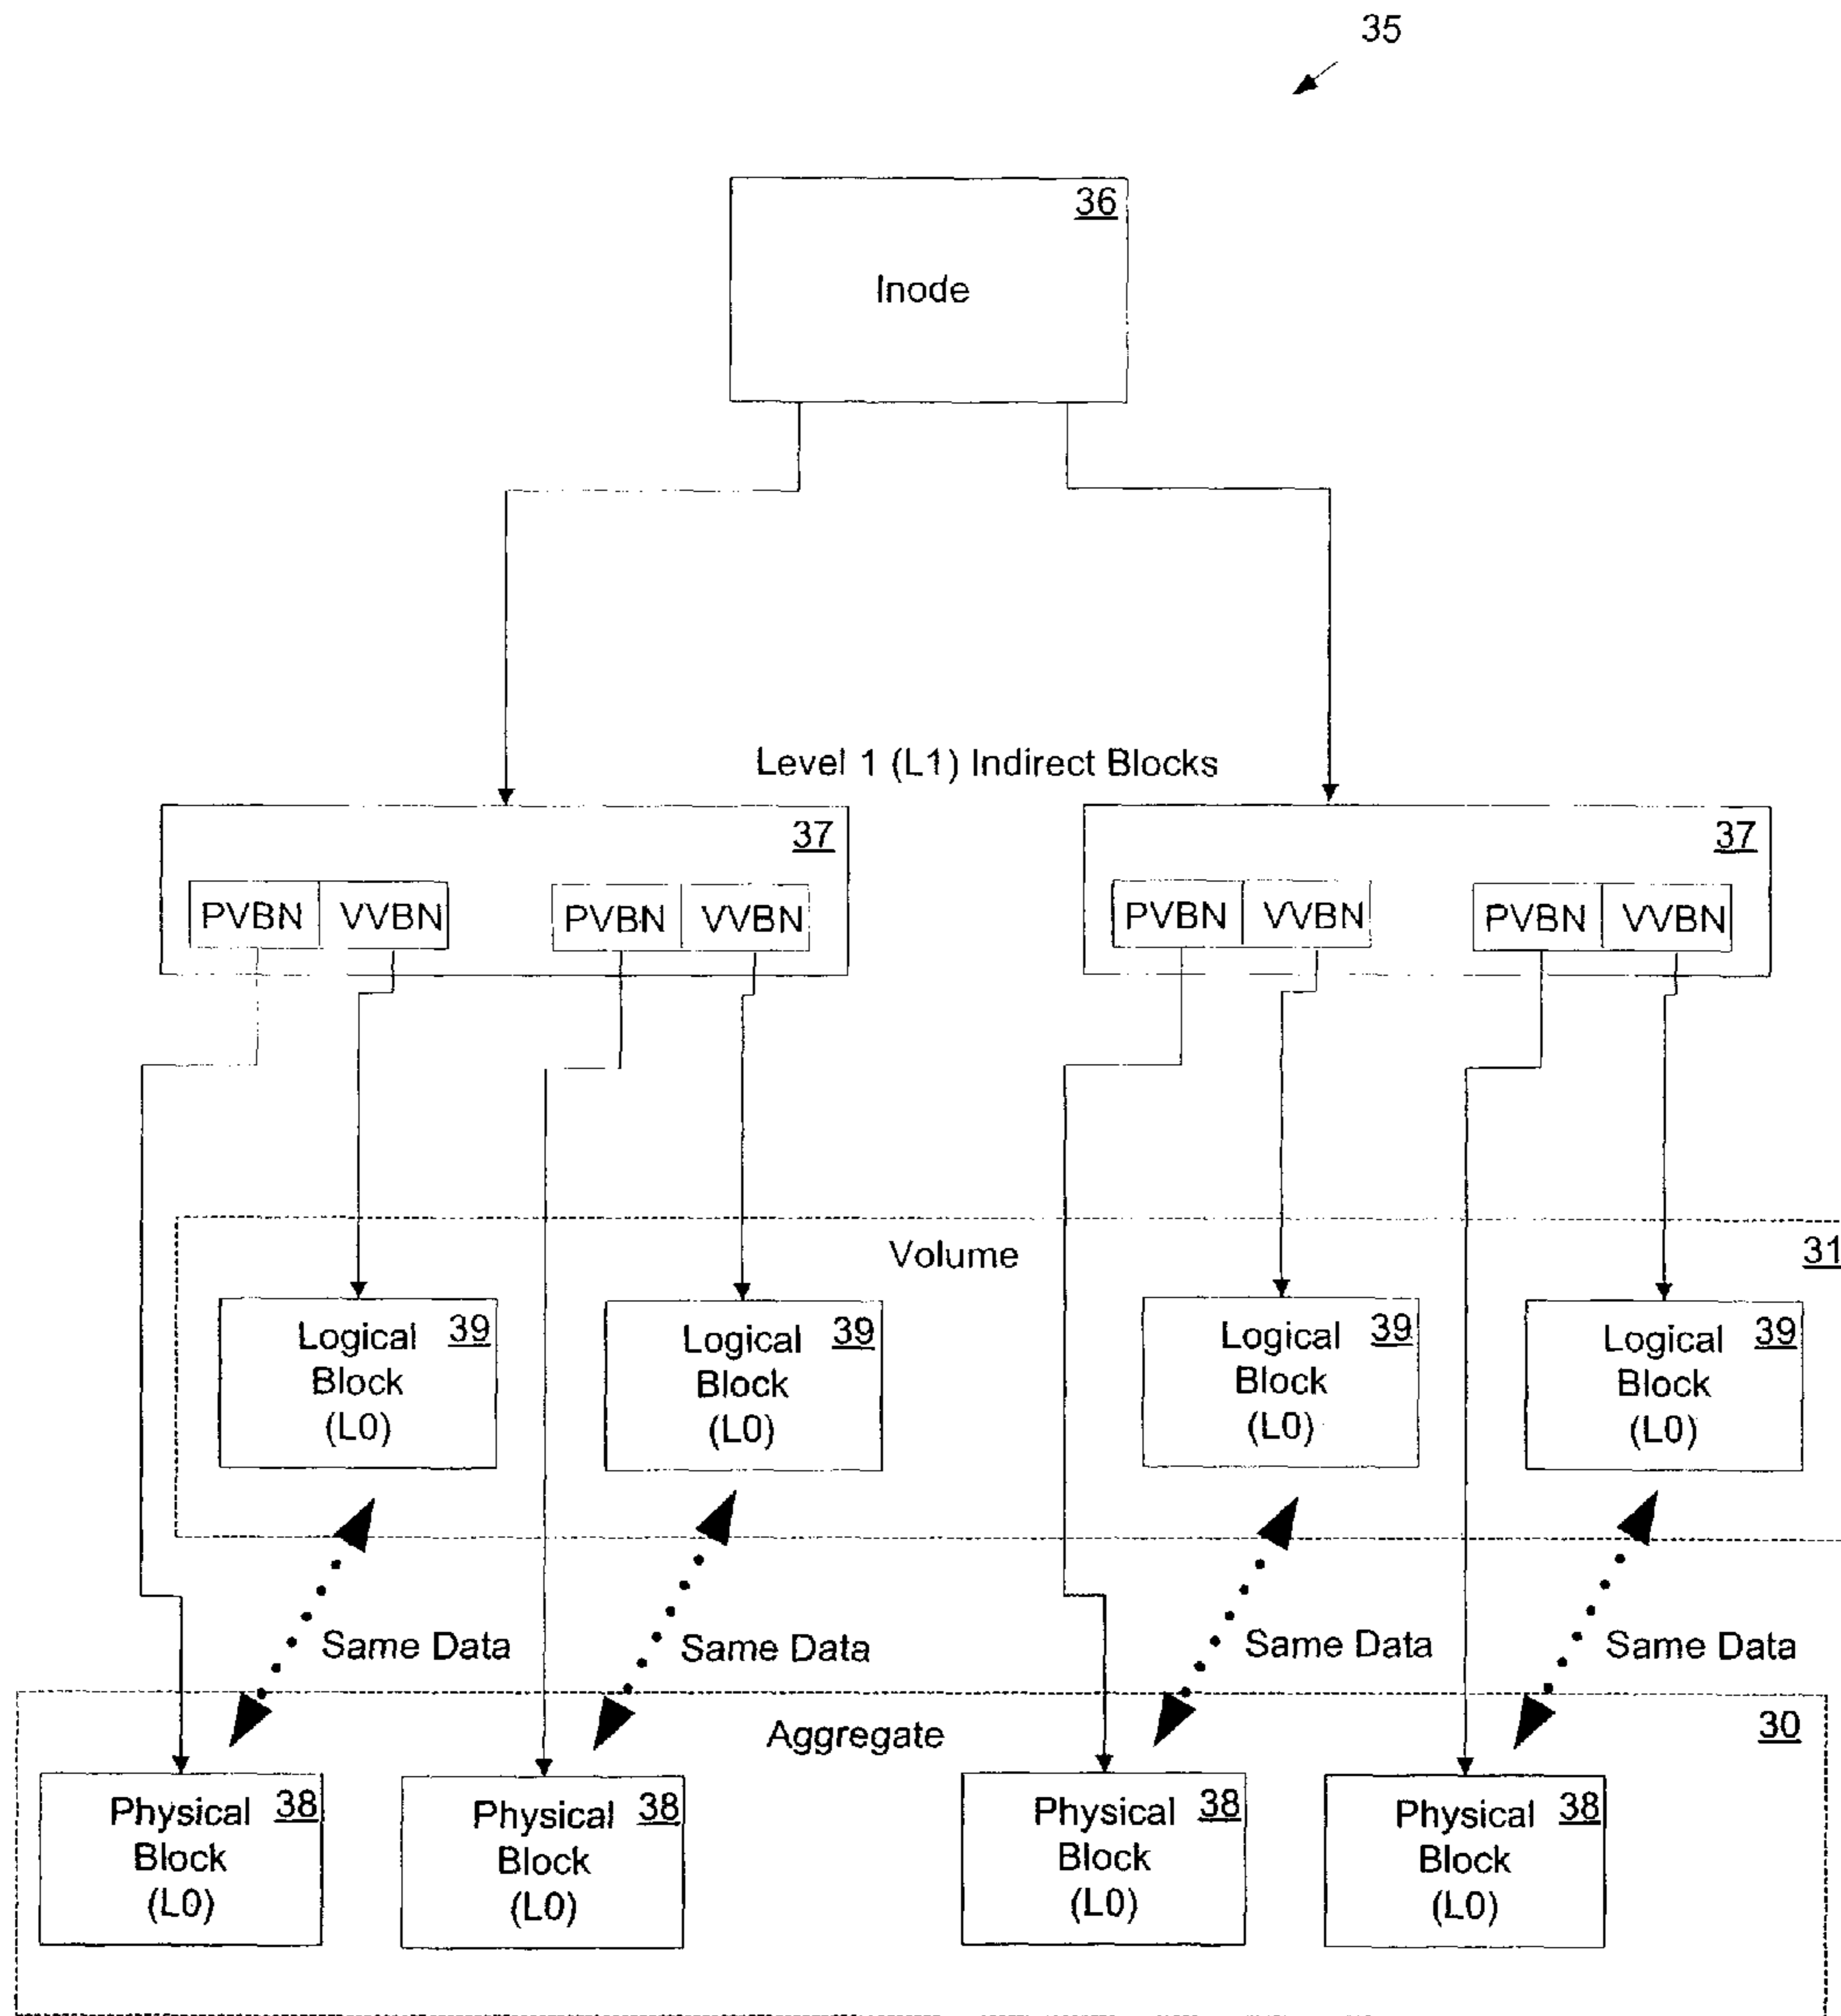 35
36
Inode
Level 1 (L1) Indirect Blocks
37
37
PVBN VVBN PVBN VVBN
PVBN VVBN PVBN VVBN
Volume
31
Logical 39
Block
(L0)
Logical 39
Block
(L0)
Logical 39
Block
(L0)
Logical 39
Block
(L0)
Same Data
Same Data
Same Data
Same Data
Aggregate
30
Physical 38
Block
(L0)
Physical 38
Block
(L0)
Physical 38
Block
(L0)
Physical 38
Block
(L0)